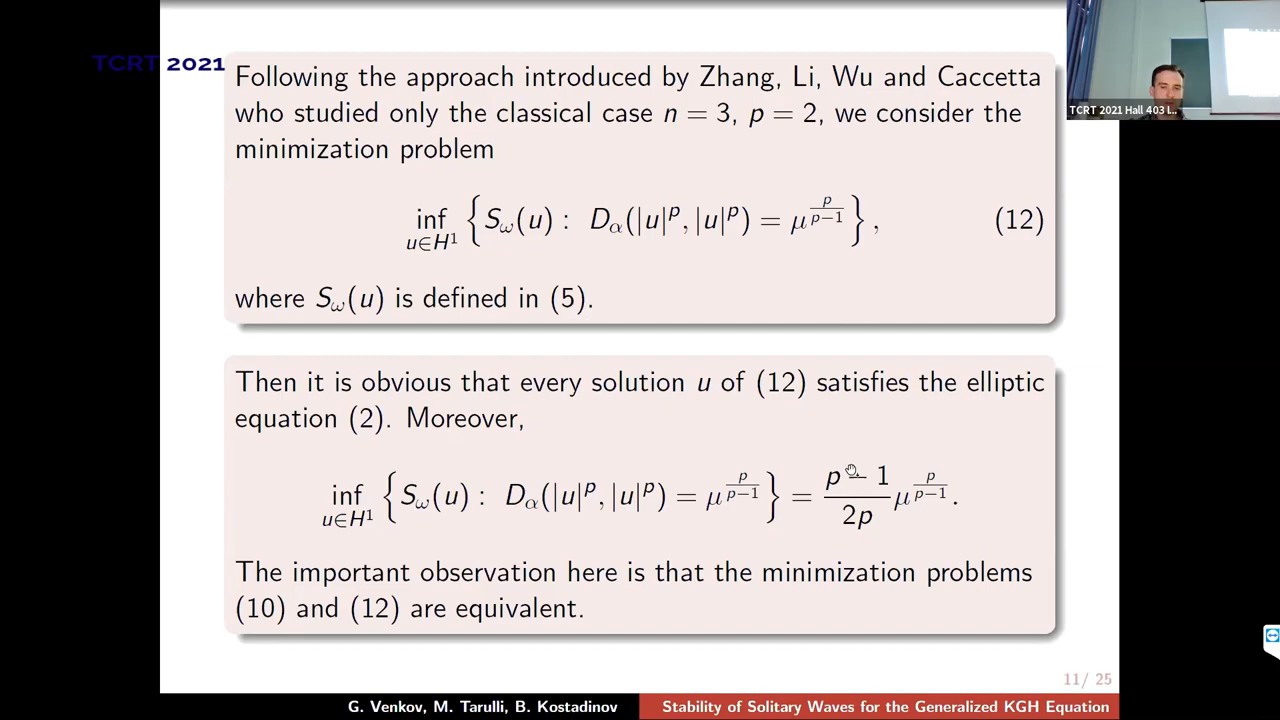 TCRT 2021
Following the approach introduced by Zhang, Li, Wu and Caccetta
who studied only the classical case n = 3, p = 2, we consider the
minimization problem
inf_{u∈H¹} { S_ω(u) : D_α(|u|^p, |u|^p) = μ^{p/(p−1)} } , (12)
where S_ω(u) is defined in (5).
Then it is obvious that every solution u of (12) satisfies the elliptic
equation (2). Moreover,
inf_{u∈H¹} { S_ω(u) : D_α(|u|^p, |u|^p) = μ^{p/(p−1)} } = (p − 1)/(2p) μ^{p/(p−1)}.
The important observation here is that the minimization problems
(10) and (12) are equivalent.
11/ 25
G. Venkov, M. Tarulli, B. Kostadinov Stability of Solitary Waves for the Generalized KGH Equation
TCRT 2021 Hall 403 I...